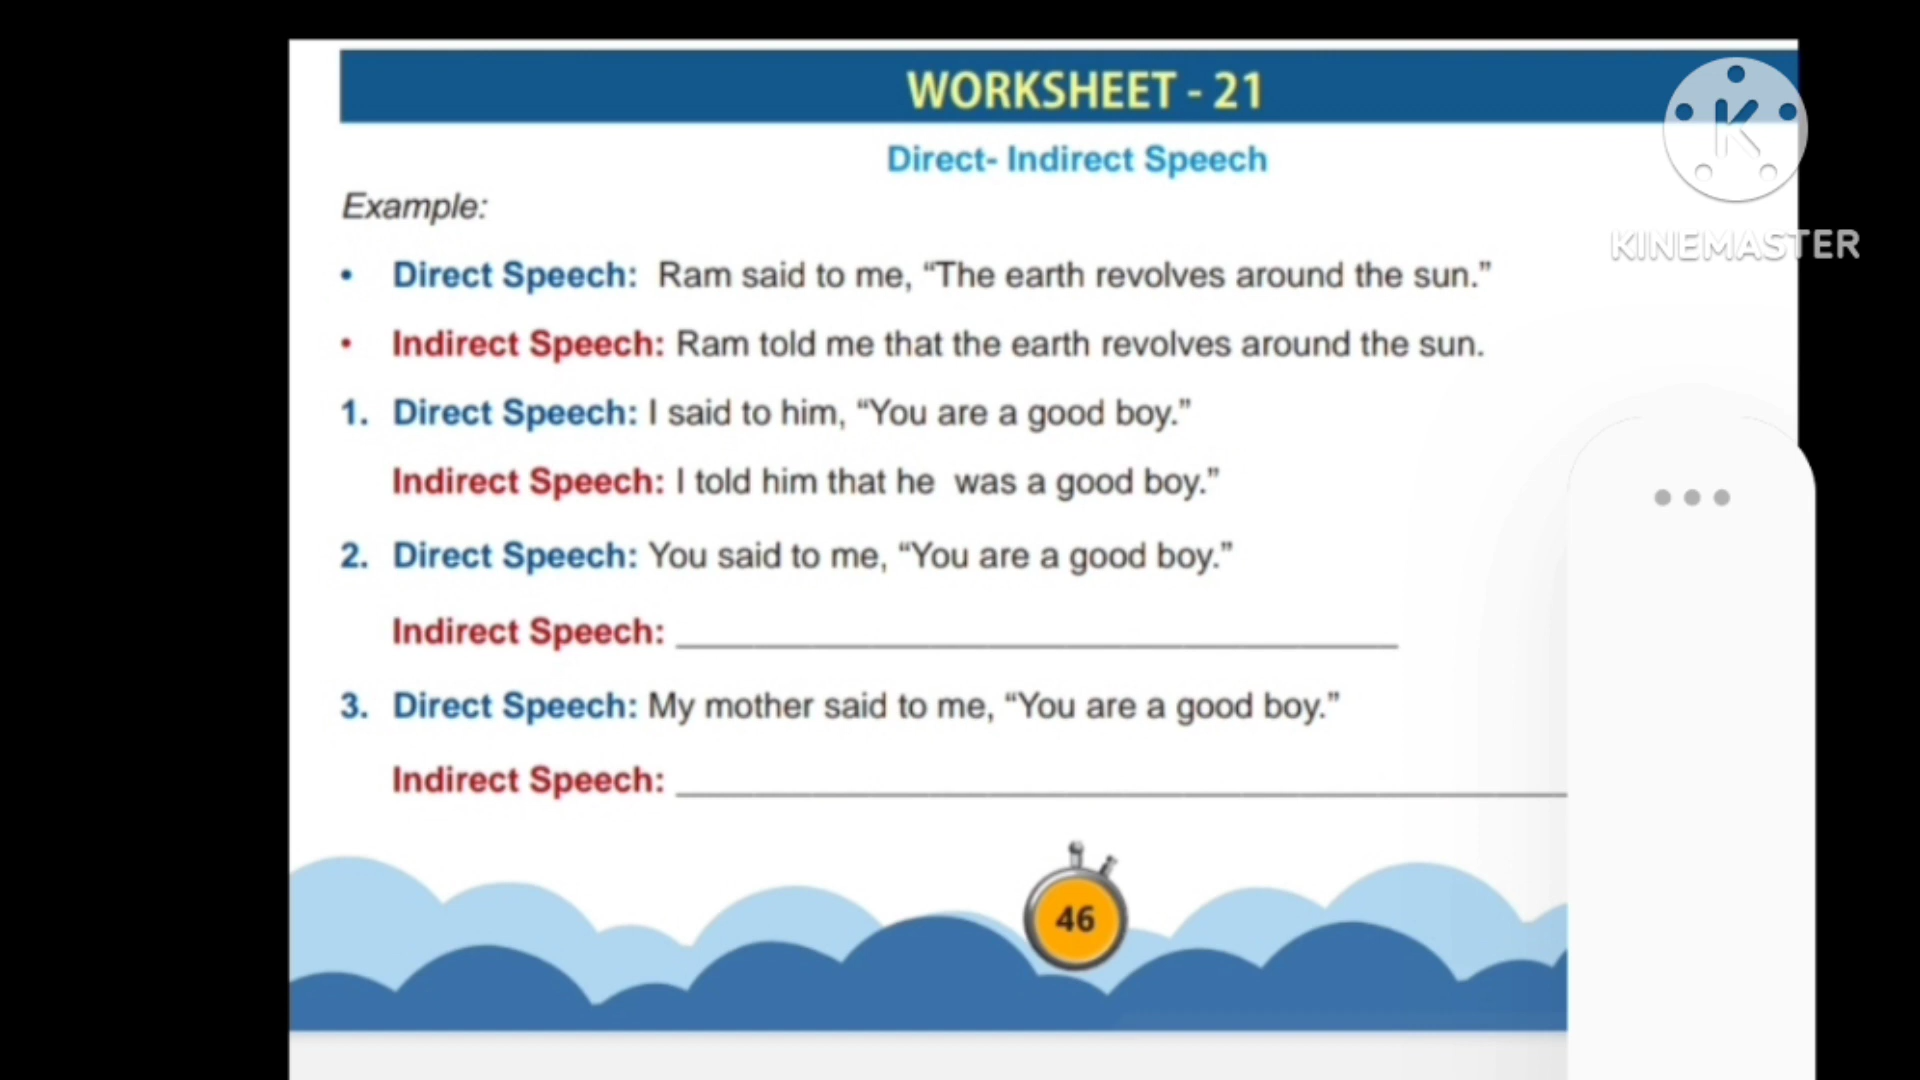 WORKSHEET - 21
KINEMASTER
Direct- Indirect Speech
Example:
• Direct Speech: Ram said to me, “The earth revolves around the sun.”
• Indirect Speech: Ram told me that the earth revolves around the sun.
1. Direct Speech: I said to him, “You are a good boy.”
Indirect Speech: I told him that he was a good boy.”
2. Direct Speech: You said to me, “You are a good boy.”
Indirect Speech: ____________________
3. Direct Speech: My mother said to me, “You are a good boy.”
Indirect Speech: ____________________
46